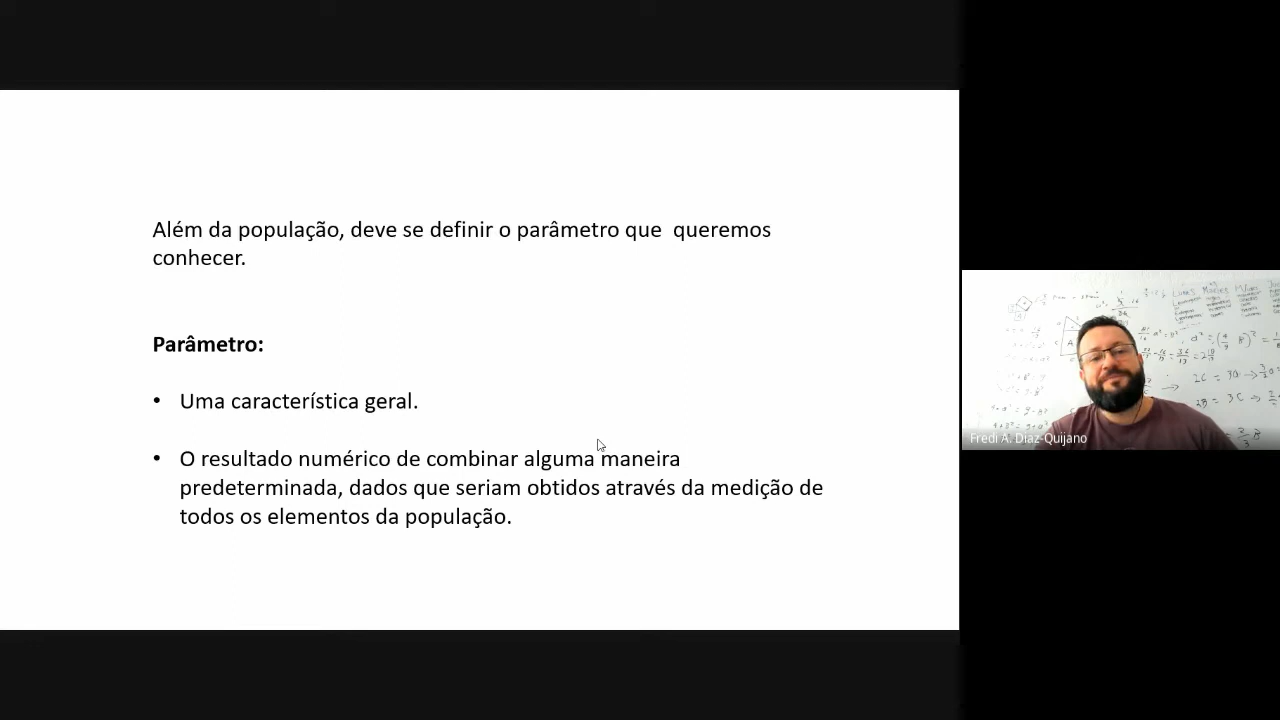 Além da população, deve se definir o parâmetro que  queremos
conhecer.
Parâmetro:
• Uma característica geral.
• O resultado numérico de combinar alguma maneira
predeterminada, dados que seriam obtidos através da medição de
todos os elementos da população.
Fredi A. Diaz-Quijano